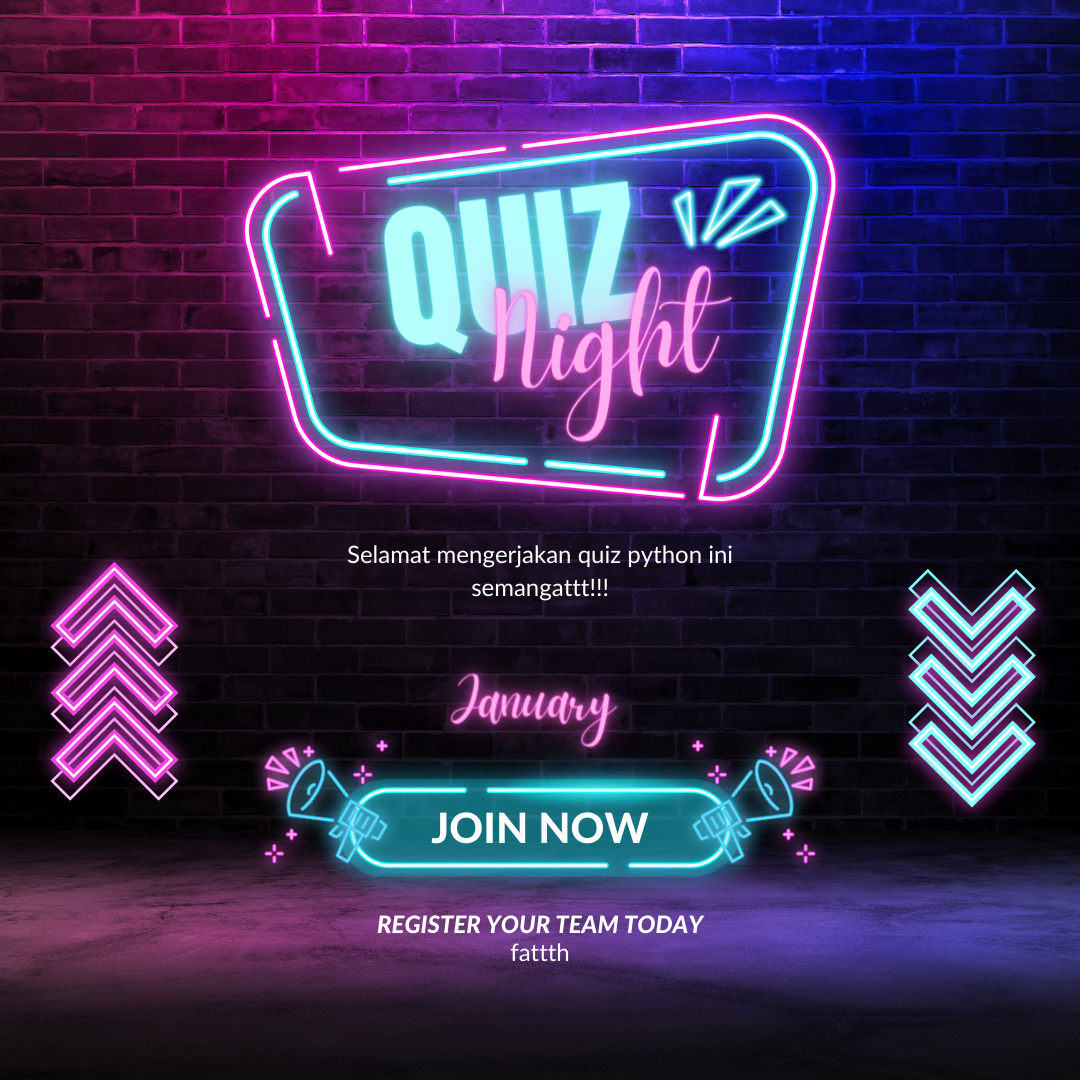 QUIZ
Night
Selamat mengerjakan quiz python ini
semangattt!!!
January
JOIN NOW
REGISTER YOUR TEAM TODAY
fattth